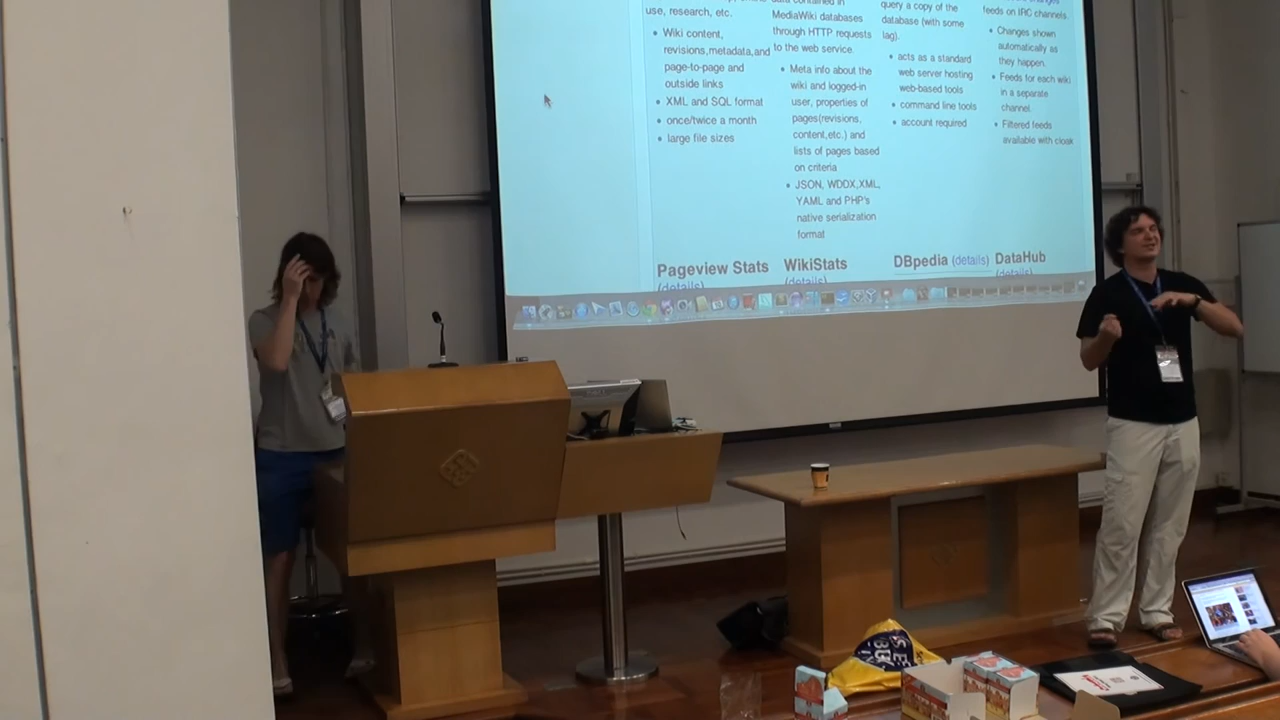 use, research, etc.
Wiki content,
revisions,metadata,and
page-to-page and
outside links
XML and SQL format
once/twice a month
large file sizes
data contained in
MediaWiki databases
through HTTP requests
to the web service.
Meta info about the
wiki and logged-in
user, properties of
pages(revisions,
content,etc.) and
lists of pages based
on criteria
JSON, WDDX,XML,
YAML and PHP's
native serialization
format
query a copy of the
database (with some
lag).
acts as a standard
web server hosting
web-based tools
command line tools
account required
feeds on IRC channels.
Changes shown
automatically as
they happen.
Feeds for each wiki
in a separate
channel.
Filtered feeds
available with cloak
Pageview Stats
(details)
WikiStats
(details)
DBpedia (details)
DataHub
(details)